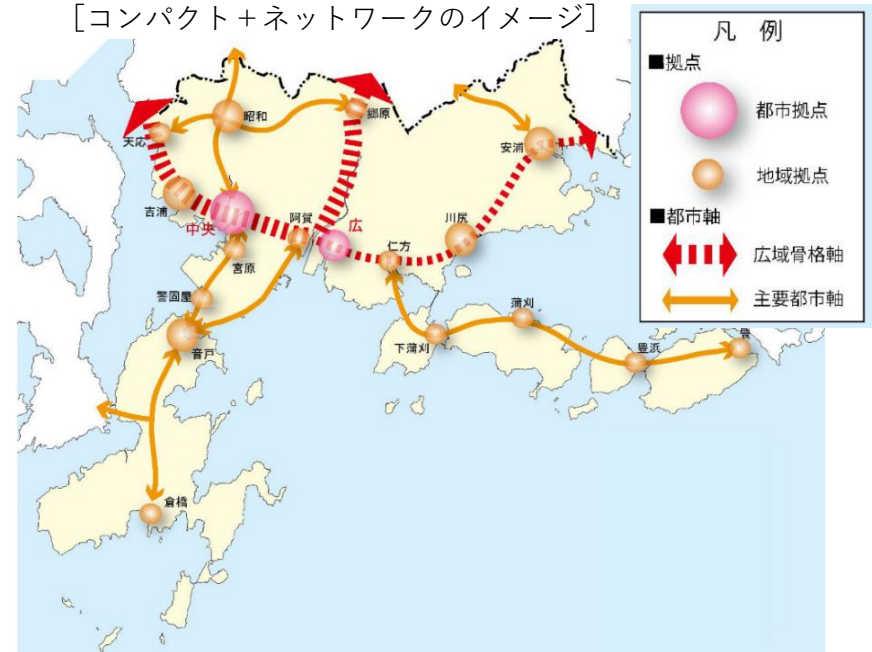 ［コンパクト＋ネットワークのイメージ］
凡　例
■拠点
都市拠点
地域拠点
■都市軸
広域骨格軸
主要都市軸
昭和
郷原
天応
安浦
吉浦
中央
阿賀
広
川尻
仁方
宮原
警固屋
蒲刈
音戸
下蒲刈
豊浜
倉橋